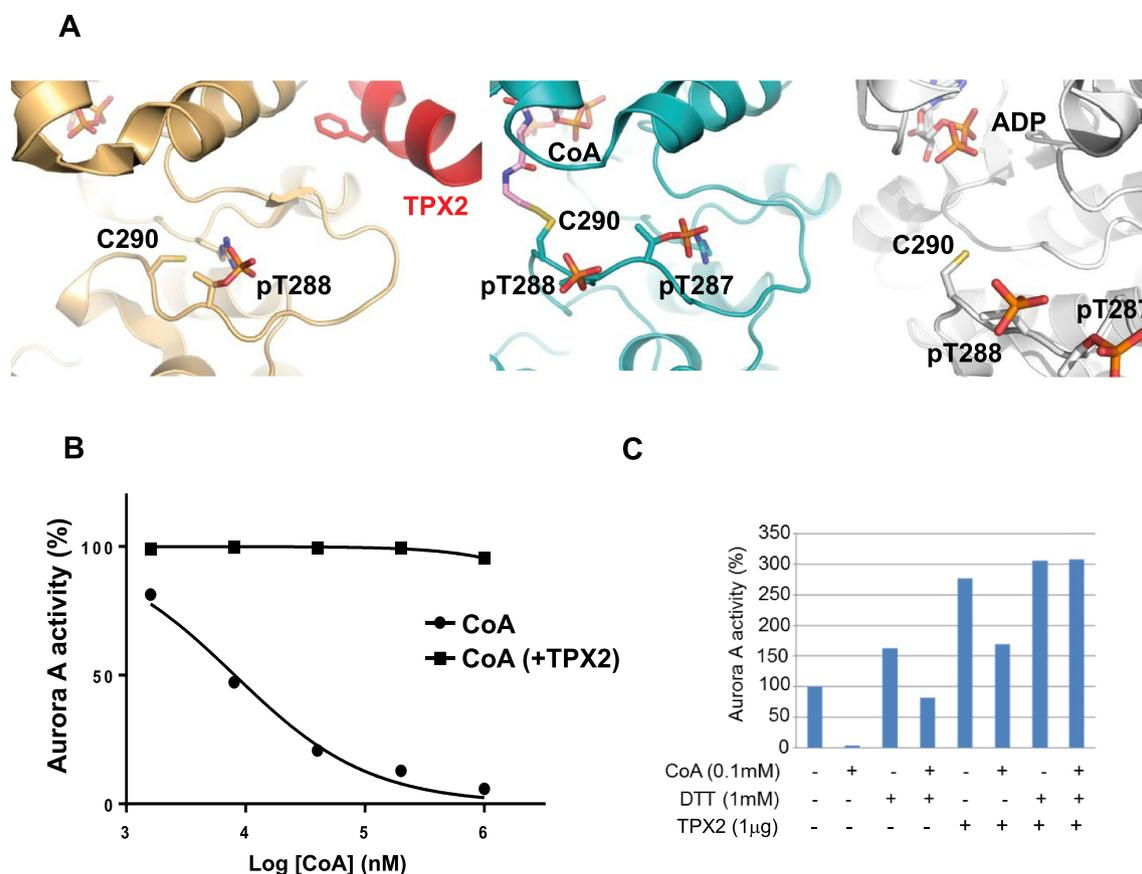 A
TPX2
C290
pT288
CoA
C290
pT288
pT287
ADP
C290
pT288
pT287
B
Aurora A activity (%)
100
50
0
3 4 5 6
Log [CoA] (nM)
CoA
CoA (+TPX2)
C
Aurora A activity (%)
350
300
250
200
150
100
50
0
CoA (0.1mM) - + - + - + - +
DTT (1mM) - - + + - - + +
TPX2 (1µg) - - - - + + + +